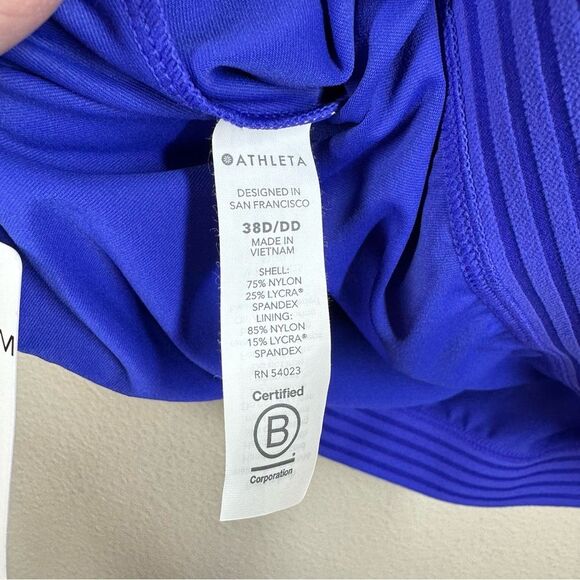 ATHLETA
DESIGNED IN
SAN FRANCISCO
38D/DD
MADE IN
VIETNAM
SHELL:
75% NYLON
25% LYCRA®
SPANDEX
LINING:
85% NYLON
15% LYCRA®
SPANDEX
RN 54023
Certified
B
Corporation
M